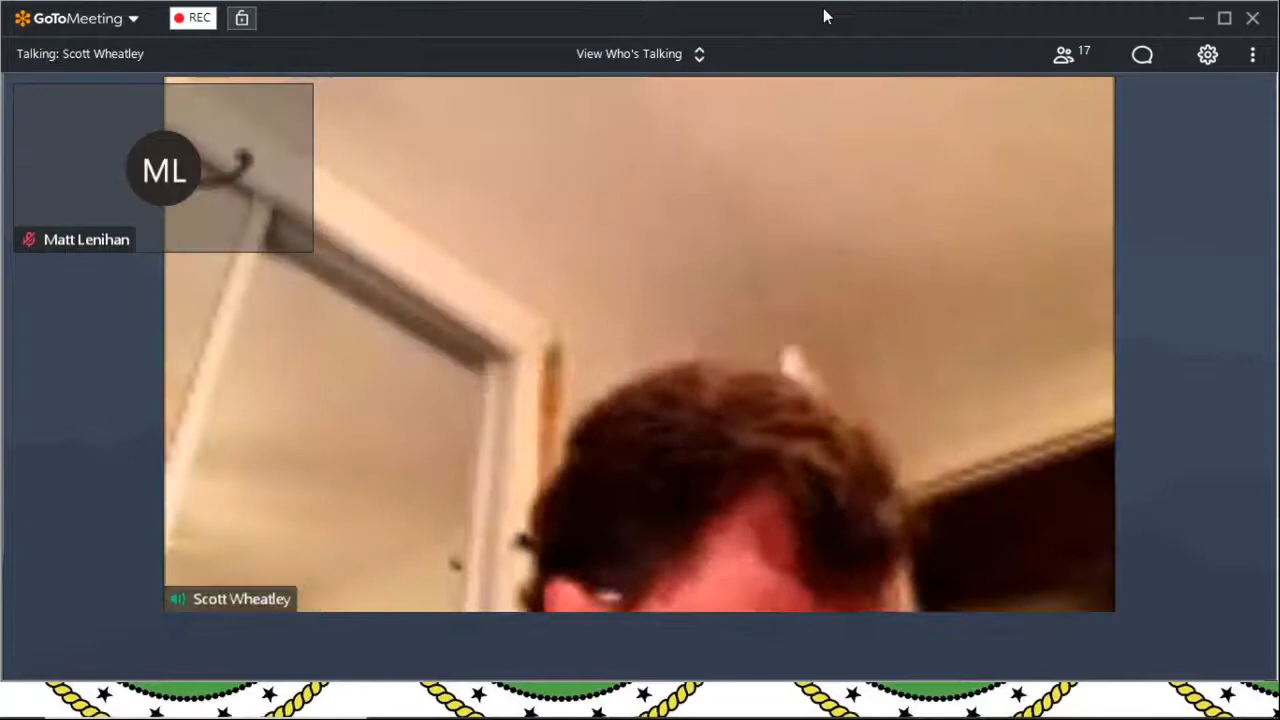 GoToMeeting
REC
Talking: Scott Wheatley
View Who's Talking
17
ML
Matt Lenihan
Scott Wheatley